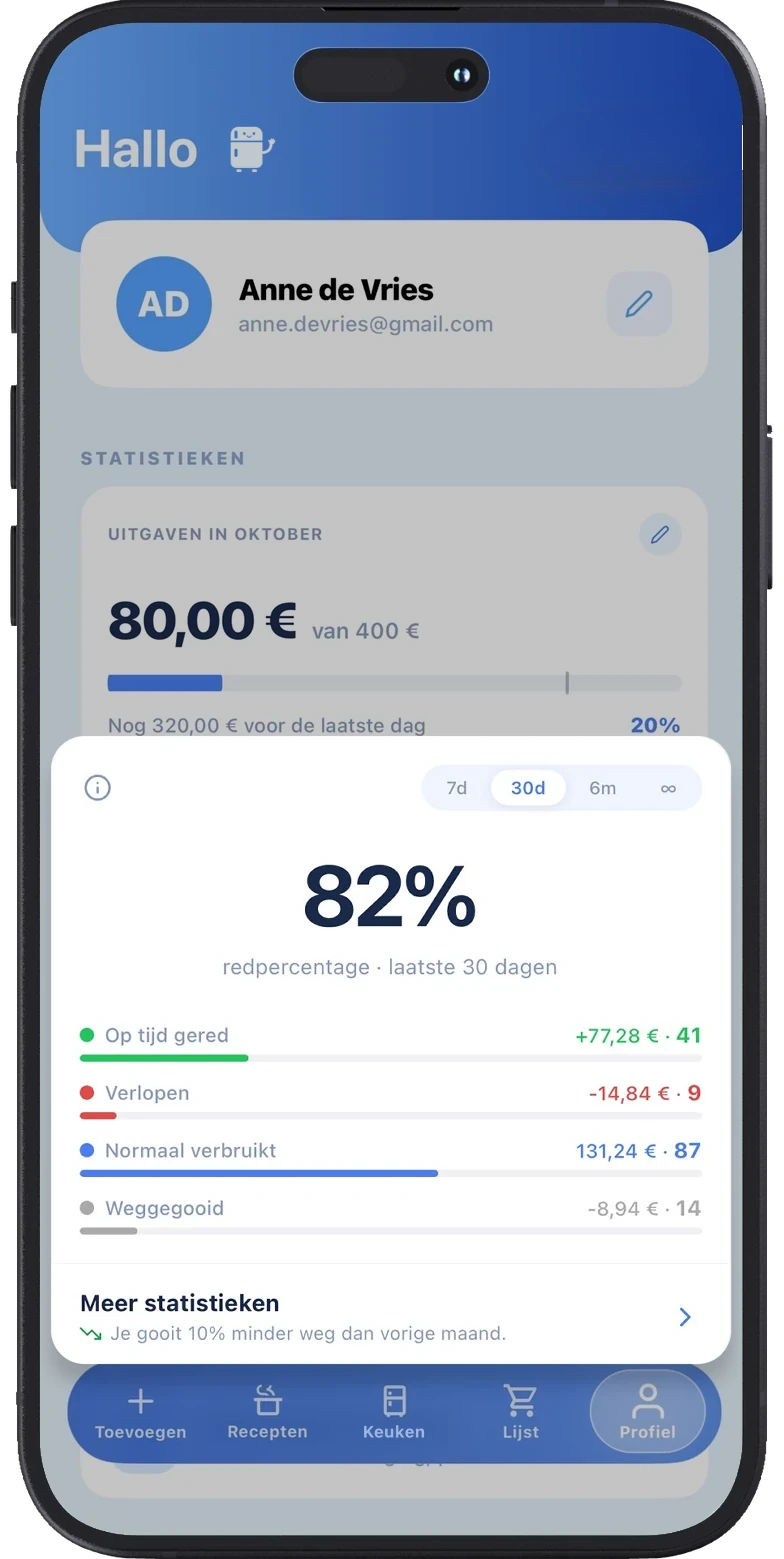 Hallo
AD
Anne de Vries
anne.devries@gmail.com
STATISTIEKEN
UITGAVEN IN OKTOBER
80,00 € van 400 €
Nog 320,00 € voor de laatste dag 20%
7d 30d 6m ∞
82%
redpercentage · laatste 30 dagen
Op tijd gered +77,28 € · 41
Verlopen -14,84 € · 9
Normaal verbruikt 131,24 € · 87
Weggegooid -8,94 € · 14
Meer statistieken
Je gooit 10% minder weg dan vorige maand.
Toevoegen Recepten Keuken Lijst Profiel